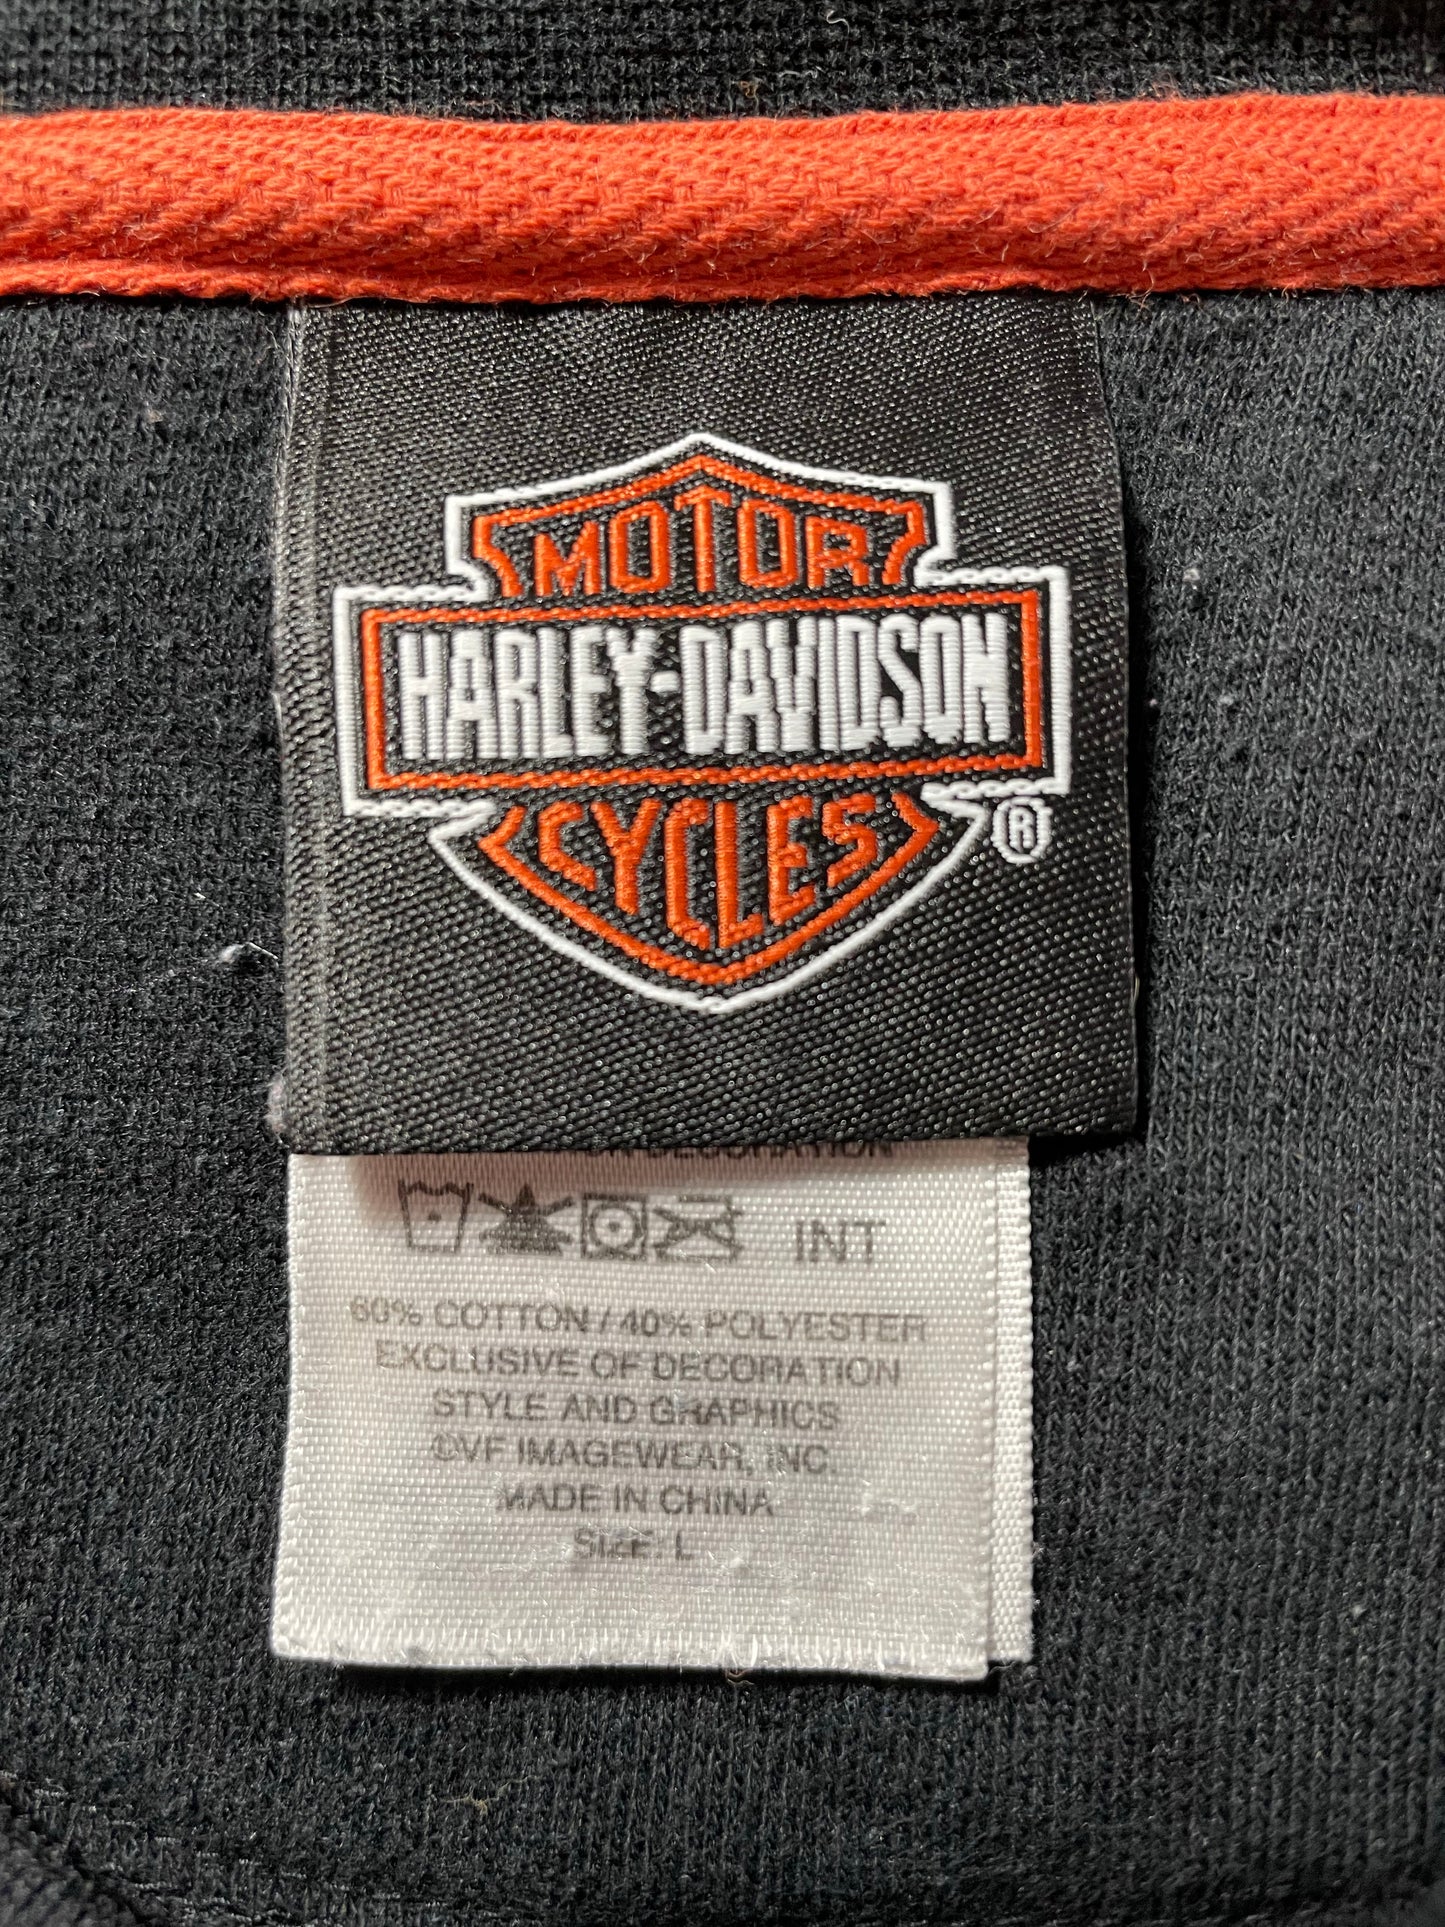 MOTOR
HARLEY-DAVIDSON
CYCLES
®
DECORATION
INT
60% COTTON / 40% POLYESTER
EXCLUSIVE OF DECORATION
STYLE AND GRAPHICS
©VF IMAGEWEAR, INC.
MADE IN CHINA
SIZE: L